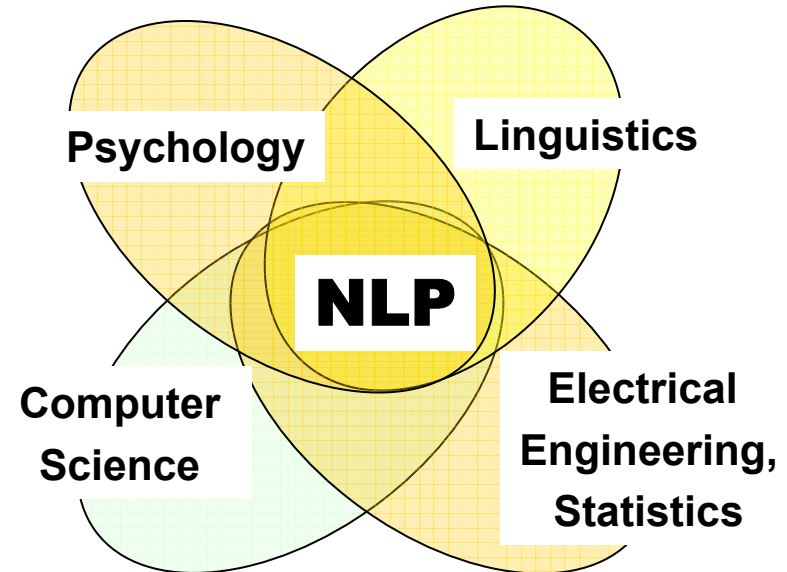 Psychology
Linguistics
NLP
Computer
Science
Electrical
Engineering,
Statistics